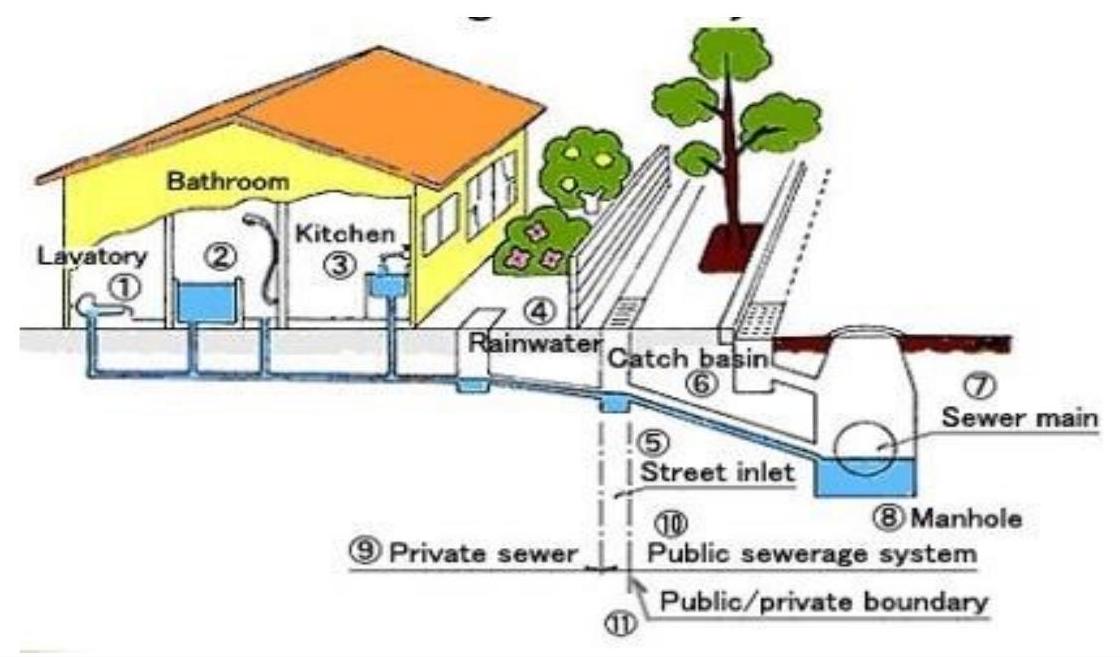 Bathroom
Lavatory
①
②
Kitchen
③
④
Rainwater
Catch basin
⑥
⑦
Sewer main
⑤
Street inlet
⑧ Manhole
⑨ Private sewer
⑩
Public sewerage system
Public/private boundary
⑪